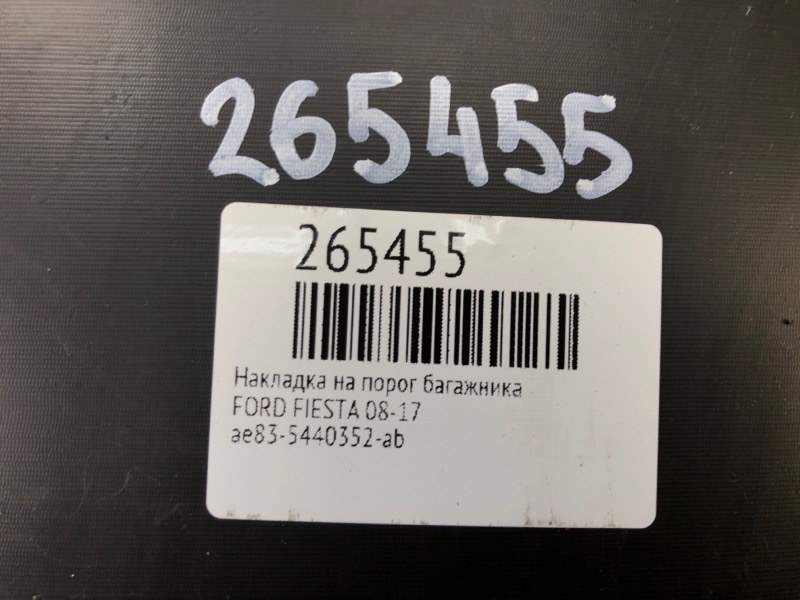 265455
265455
Накладка на порог багажника
FORD FIESTA 08-17
ae83-5440352-ab